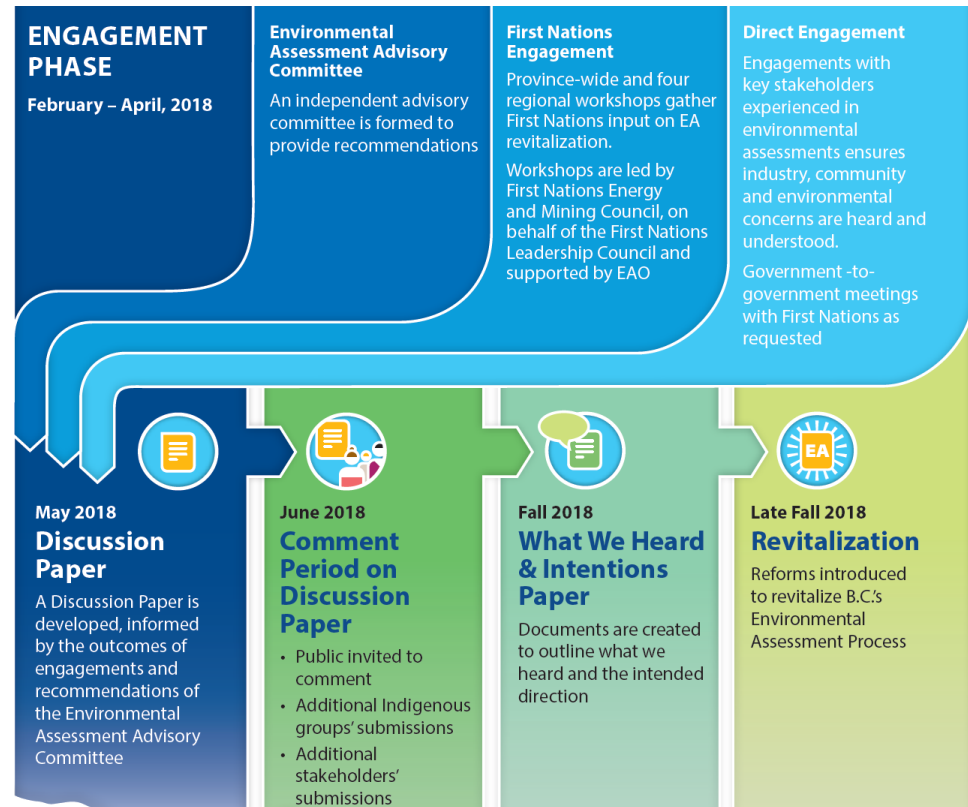 ENGAGEMENT
PHASE
February – April, 2018
Environmental
Assessment Advisory
Committee
An independent advisory
committee is formed to
provide recommendations
First Nations
Engagement
Province-wide and four
regional workshops gather
First Nations input on EA
revitalization.
Workshops are led by
First Nations Energy
and Mining Council, on
behalf of the First Nations
Leadership Council and
supported by EAO
Direct Engagement
Engagements with
key stakeholders
experienced in
environmental
assessments ensures
industry, community
and environmental
concerns are heard and
understood.
Government -to-
government meetings
with First Nations as
requested
May 2018
Discussion
Paper
A Discussion Paper is
developed, informed
by the outcomes of
engagements and
recommendations of
the Environmental
Assessment Advisory
Committee
June 2018
Comment
Period on
Discussion
Paper
• Public invited to
comment
• Additional Indigenous
groups’ submissions
• Additional
stakeholders’
submissions
Fall 2018
What We Heard
& Intentions
Paper
Documents are created
to outline what we
heard and the intended
direction
EA
Late Fall 2018
Revitalization
Reforms introduced
to revitalize B.C.’s
Environmental
Assessment Process